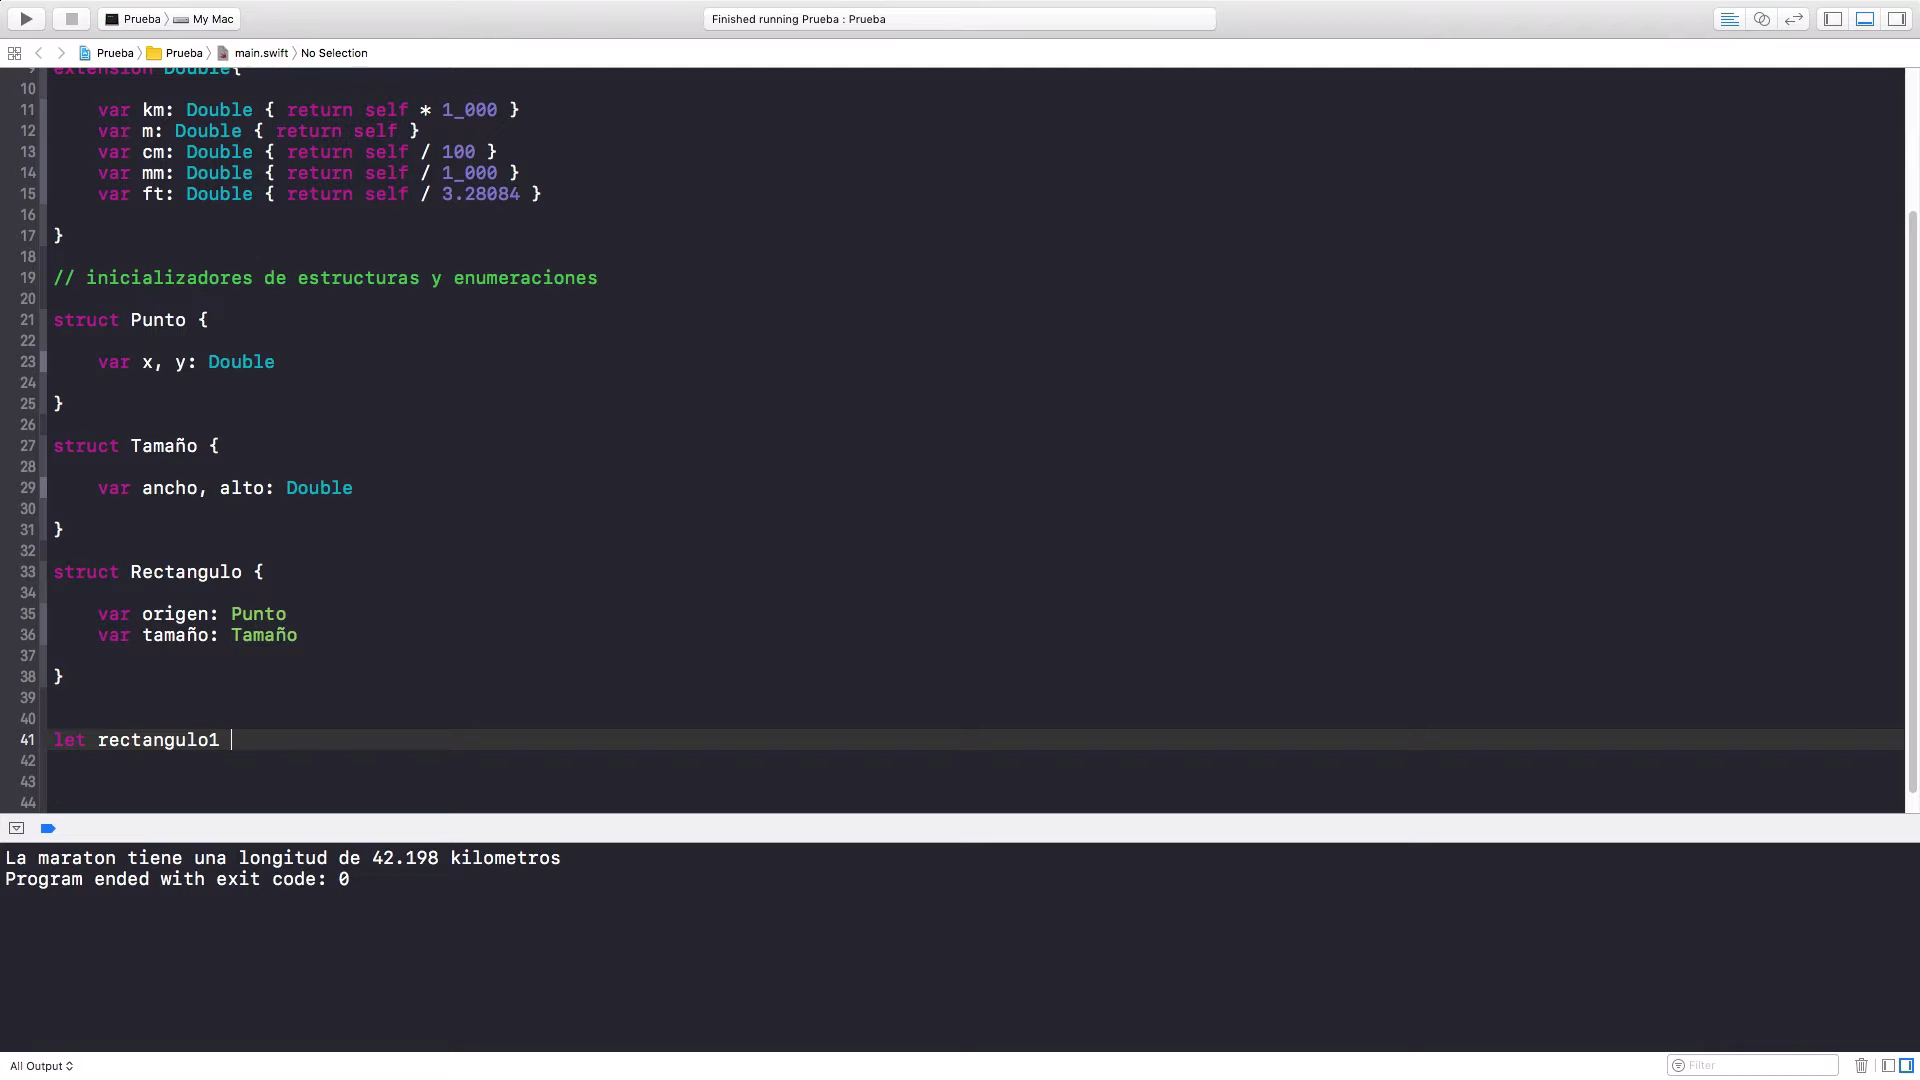 Prueba
My Mac
Finished running Prueba : Prueba
Prueba
Prueba
main.swift
No Selection
9 extension Double{
10
11 var km: Double { return self * 1_000 }
12 var m: Double { return self }
13 var cm: Double { return self / 100 }
14 var mm: Double { return self / 1_000 }
15 var ft: Double { return self / 3.28084 }
16
17 }
18
19 // inicializadores de estructuras y enumeraciones
20
21 struct Punto {
22
23 var x, y: Double
24
25 }
26
27 struct Tamaño {
28
29 var ancho, alto: Double
30
31 }
32
33 struct Rectangulo {
34
35 var origen: Punto
36 var tamaño: Tamaño
37
38 }
39
40
41 let rectangulo1
42
43
44
La maraton tiene una longitud de 42.198 kilometros
Program ended with exit code: 0
All Output
Filter